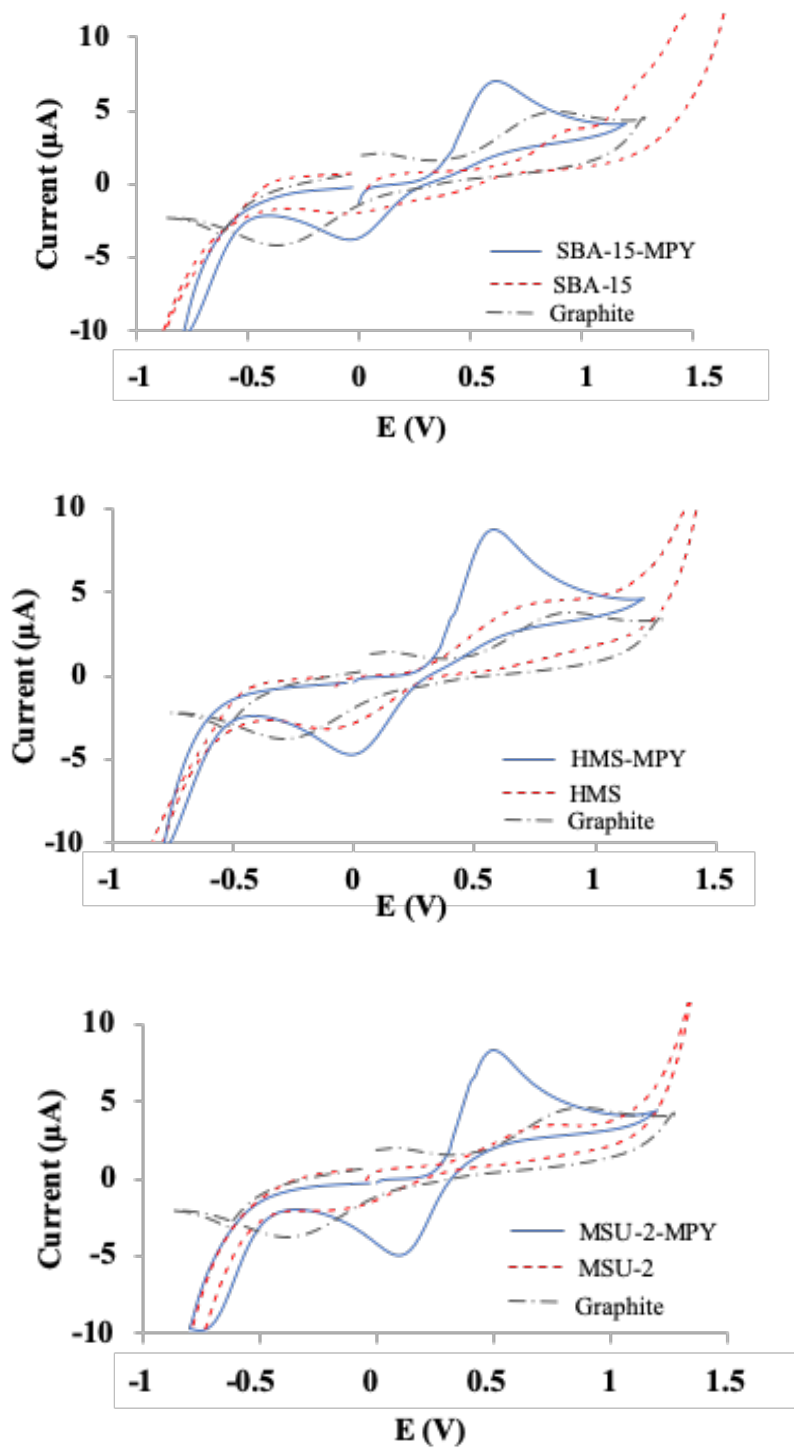 10
5
0
-5
-10
Current (µA)
SBA-15-MPY
SBA-15
Graphite
-1 -0.5 0 0.5 1 1.5
E (V)
10
5
0
-5
-10
Current (µA)
HMS-MPY
HMS
Graphite
-1 -0.5 0 0.5 1 1.5
E (V)
10
5
0
-5
-10
Current (µA)
MSU-2-MPY
MSU-2
Graphite
-1 -0.5 0 0.5 1 1.5
E (V)